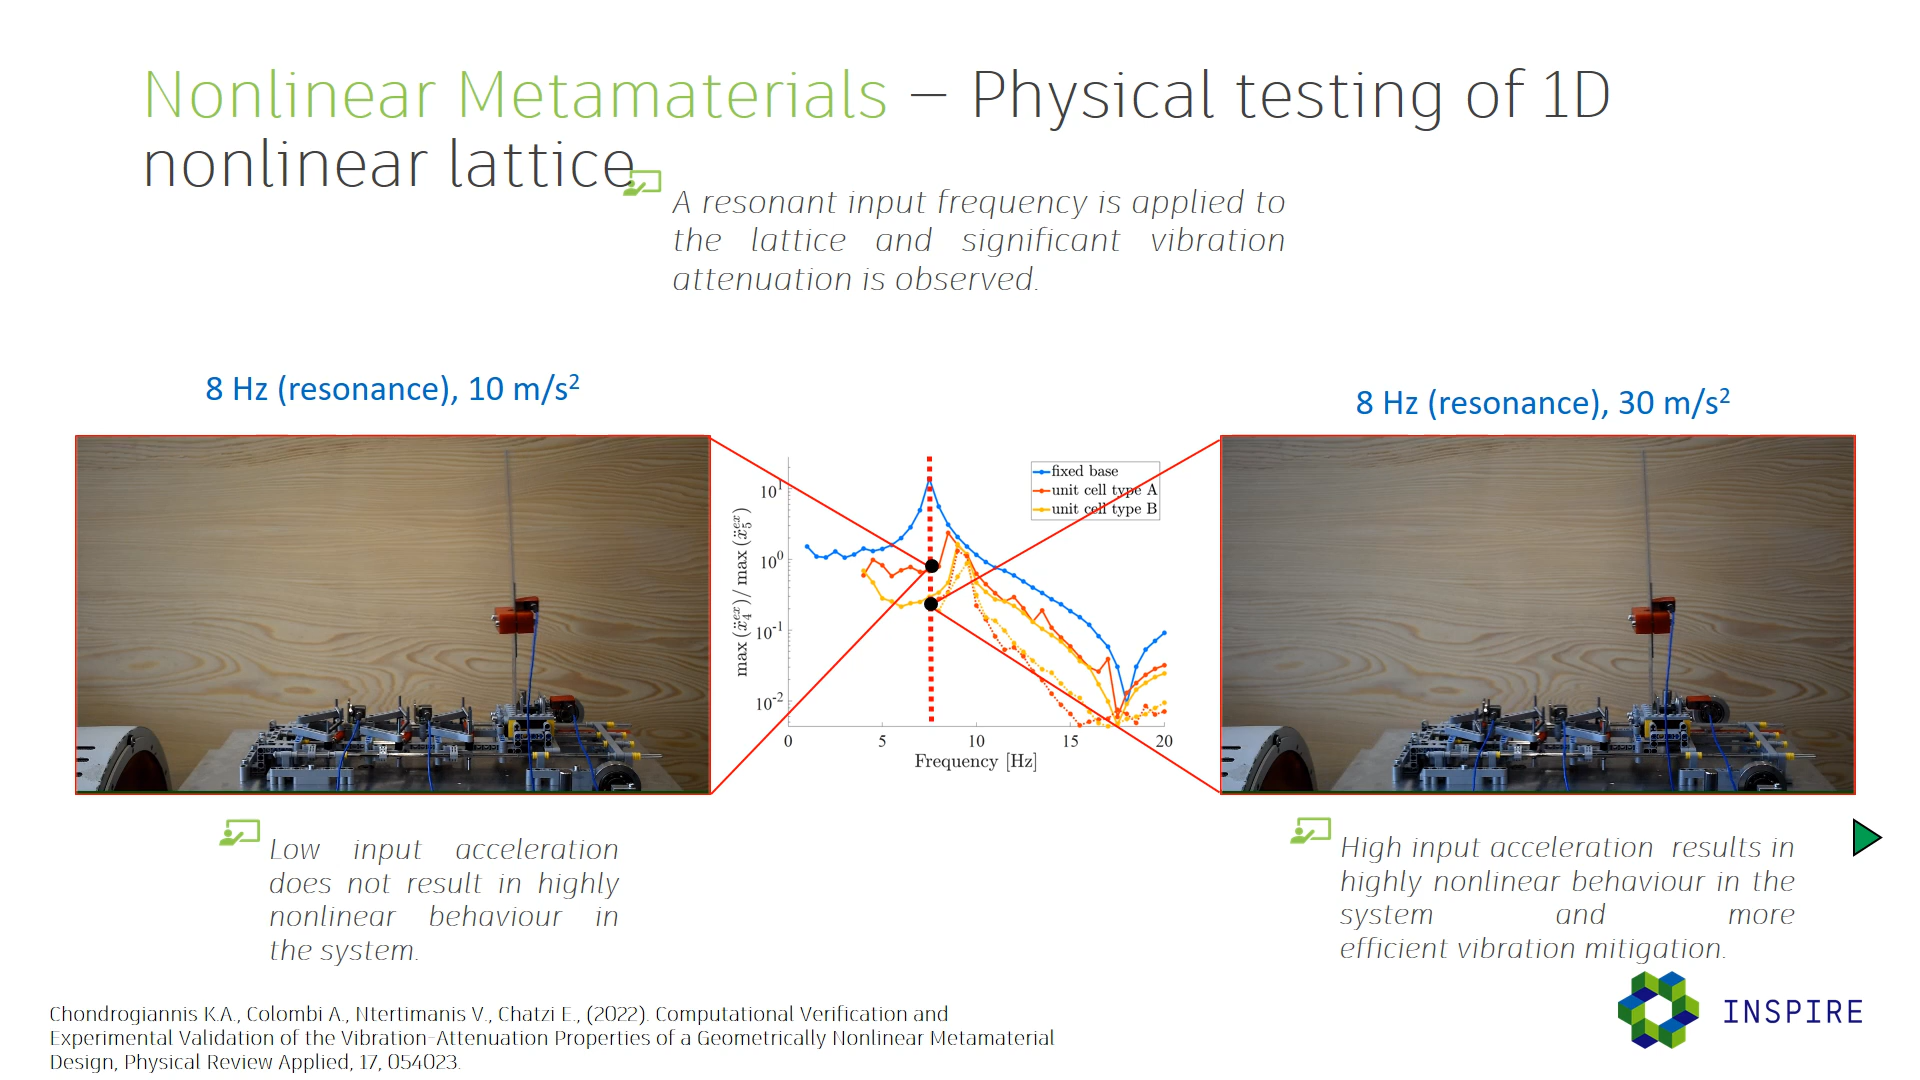 Nonlinear Metamaterials – Physical testing of 1D
nonlinear lattice
A resonant input frequency is applied to
the lattice and significant vibration
attenuation is observed.
8 Hz (resonance), 10 m/s²
8 Hz (resonance), 30 m/s²
fixed base
unit cell type A
unit cell type B
10¹
10⁰
10⁻¹
10⁻²
max (ẍ₄ᵉˣ)/ max (ẍ₅ᵉˣ)
0 5 10 15 20
Frequency [Hz]
Low input acceleration
does not result in highly
nonlinear behaviour in
the system.
High input acceleration results in
highly nonlinear behaviour in the
system and more
efficient vibration mitigation.
Chondrogiannis K.A., Colombi A., Ntertimanis V., Chatzi E., (2022). Computational Verification and
Experimental Validation of the Vibration-Attenuation Properties of a Geometrically Nonlinear Metamaterial
Design, Physical Review Applied, 17, 054023.
INSPIRE